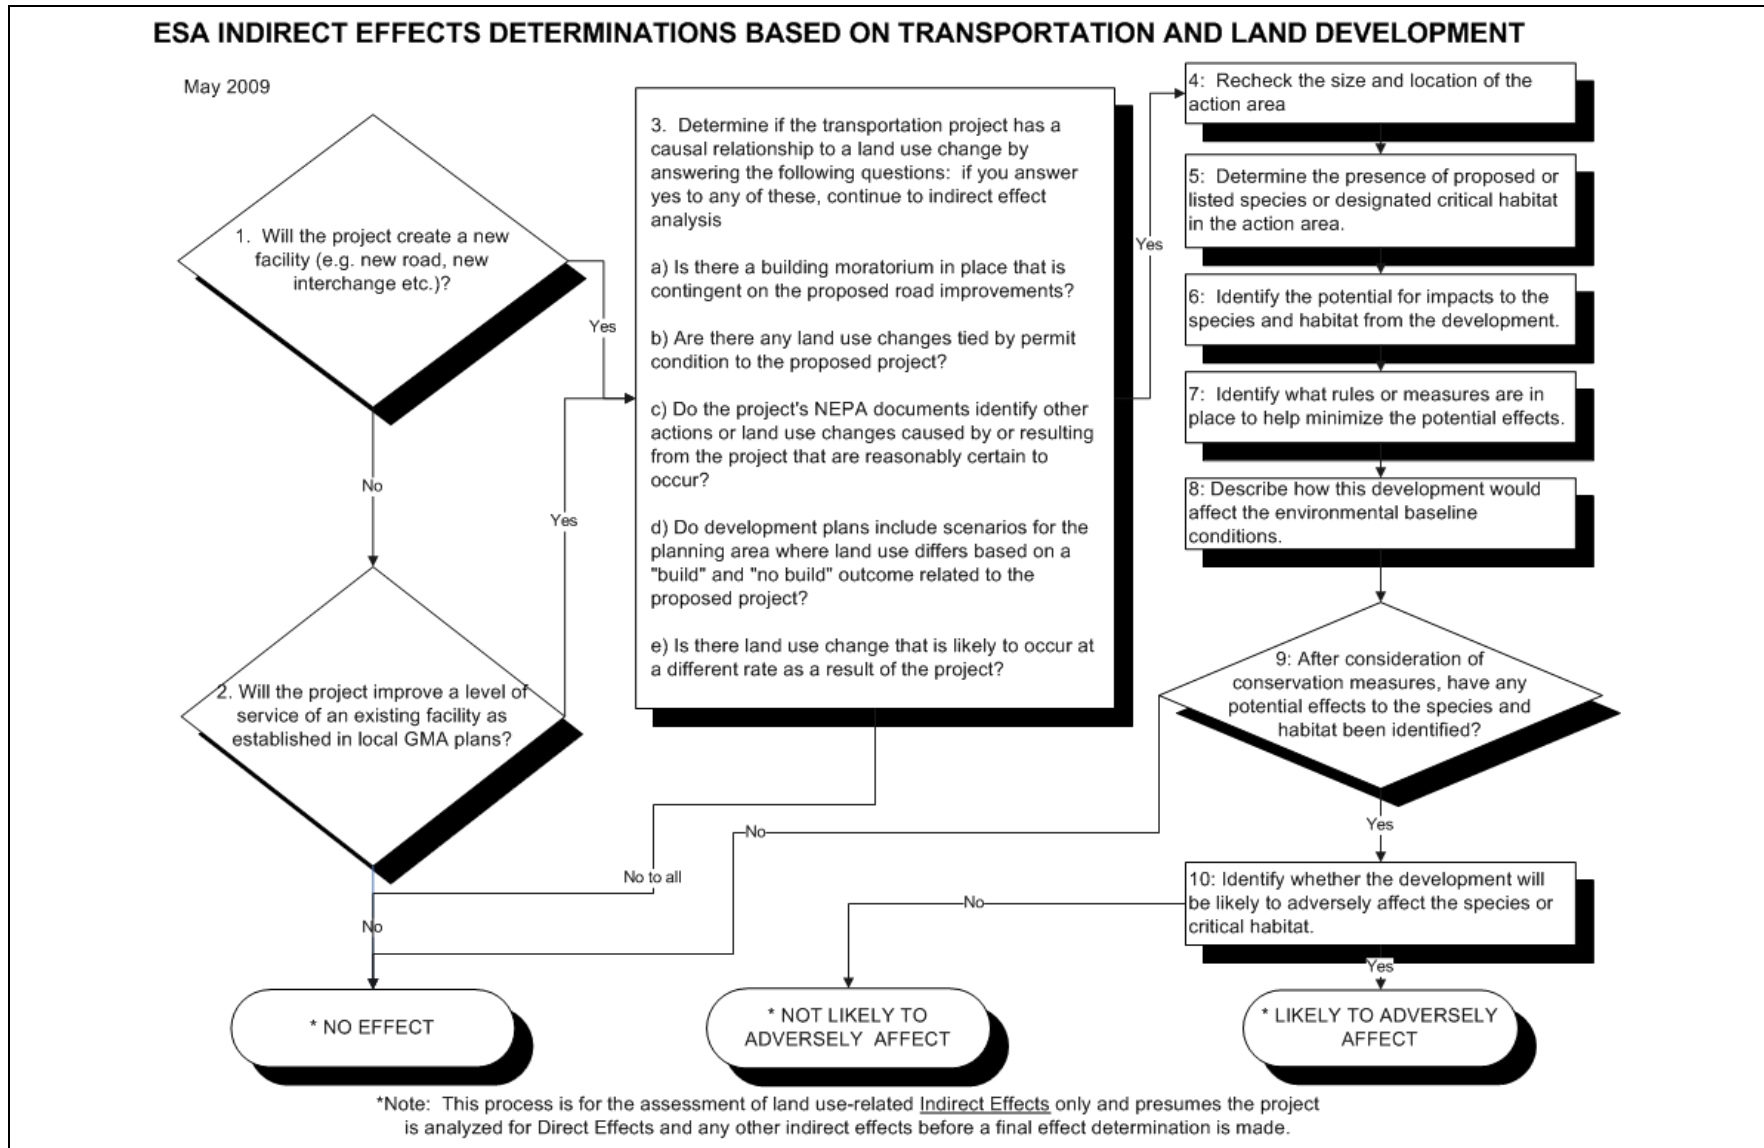 ESA INDIRECT EFFECTS DETERMINATIONS BASED ON TRANSPORTATION AND LAND DEVELOPMENT
May 2009
1. Will the project create a new
facility (e.g. new road, new
interchange etc.)?
Yes
No
2. Will the project improve a level of
service of an existing facility as
established in local GMA plans?
Yes
No
3. Determine if the transportation project has a
causal relationship to a land use change by
answering the following questions: if you answer
yes to any of these, continue to indirect effect
analysis
a) Is there a building moratorium in place that is
contingent on the proposed road improvements?
b) Are there any land use changes tied by permit
condition to the proposed project?
c) Do the project's NEPA documents identify other
actions or land use changes caused by or resulting
from the project that are reasonably certain to
occur?
d) Do development plans include scenarios for the
planning area where land use differs based on a
"build" and "no build" outcome related to the
proposed project?
e) Is there land use change that is likely to occur at
a different rate as a result of the project?
Yes
No to all
4: Recheck the size and location of the
action area
5: Determine the presence of proposed or
listed species or designated critical habitat
in the action area.
6: Identify the potential for impacts to the
species and habitat from the development.
7: Identify what rules or measures are in
place to help minimize the potential effects.
8: Describe how this development would
affect the environmental baseline
conditions.
9: After consideration of
conservation measures, have any
potential effects to the species and
habitat been identified?
No
Yes
10: Identify whether the development will
be likely to adversely affect the species or
critical habitat.
No
Yes
* NO EFFECT
* NOT LIKELY TO
ADVERSELY AFFECT
* LIKELY TO ADVERSELY
AFFECT
*Note: This process is for the assessment of land use-related Indirect Effects only and presumes the project
is analyzed for Direct Effects and any other indirect effects before a final effect determination is made.